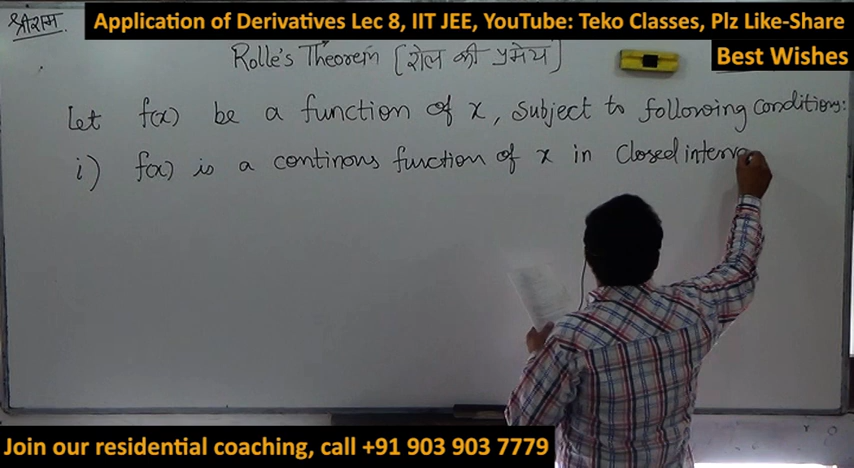 श्रीराम
Application of Derivatives Lec 8, IIT JEE, YouTube: Teko Classes, Plz Like-Share
Best Wishes
Rolle's Theorem [रोल की प्रमेय]
Let f(x) be a function of x, subject to following conditions:
i) f(x) is a continous function of x in closed interva
Join our residential coaching, call +91 903 903 7779